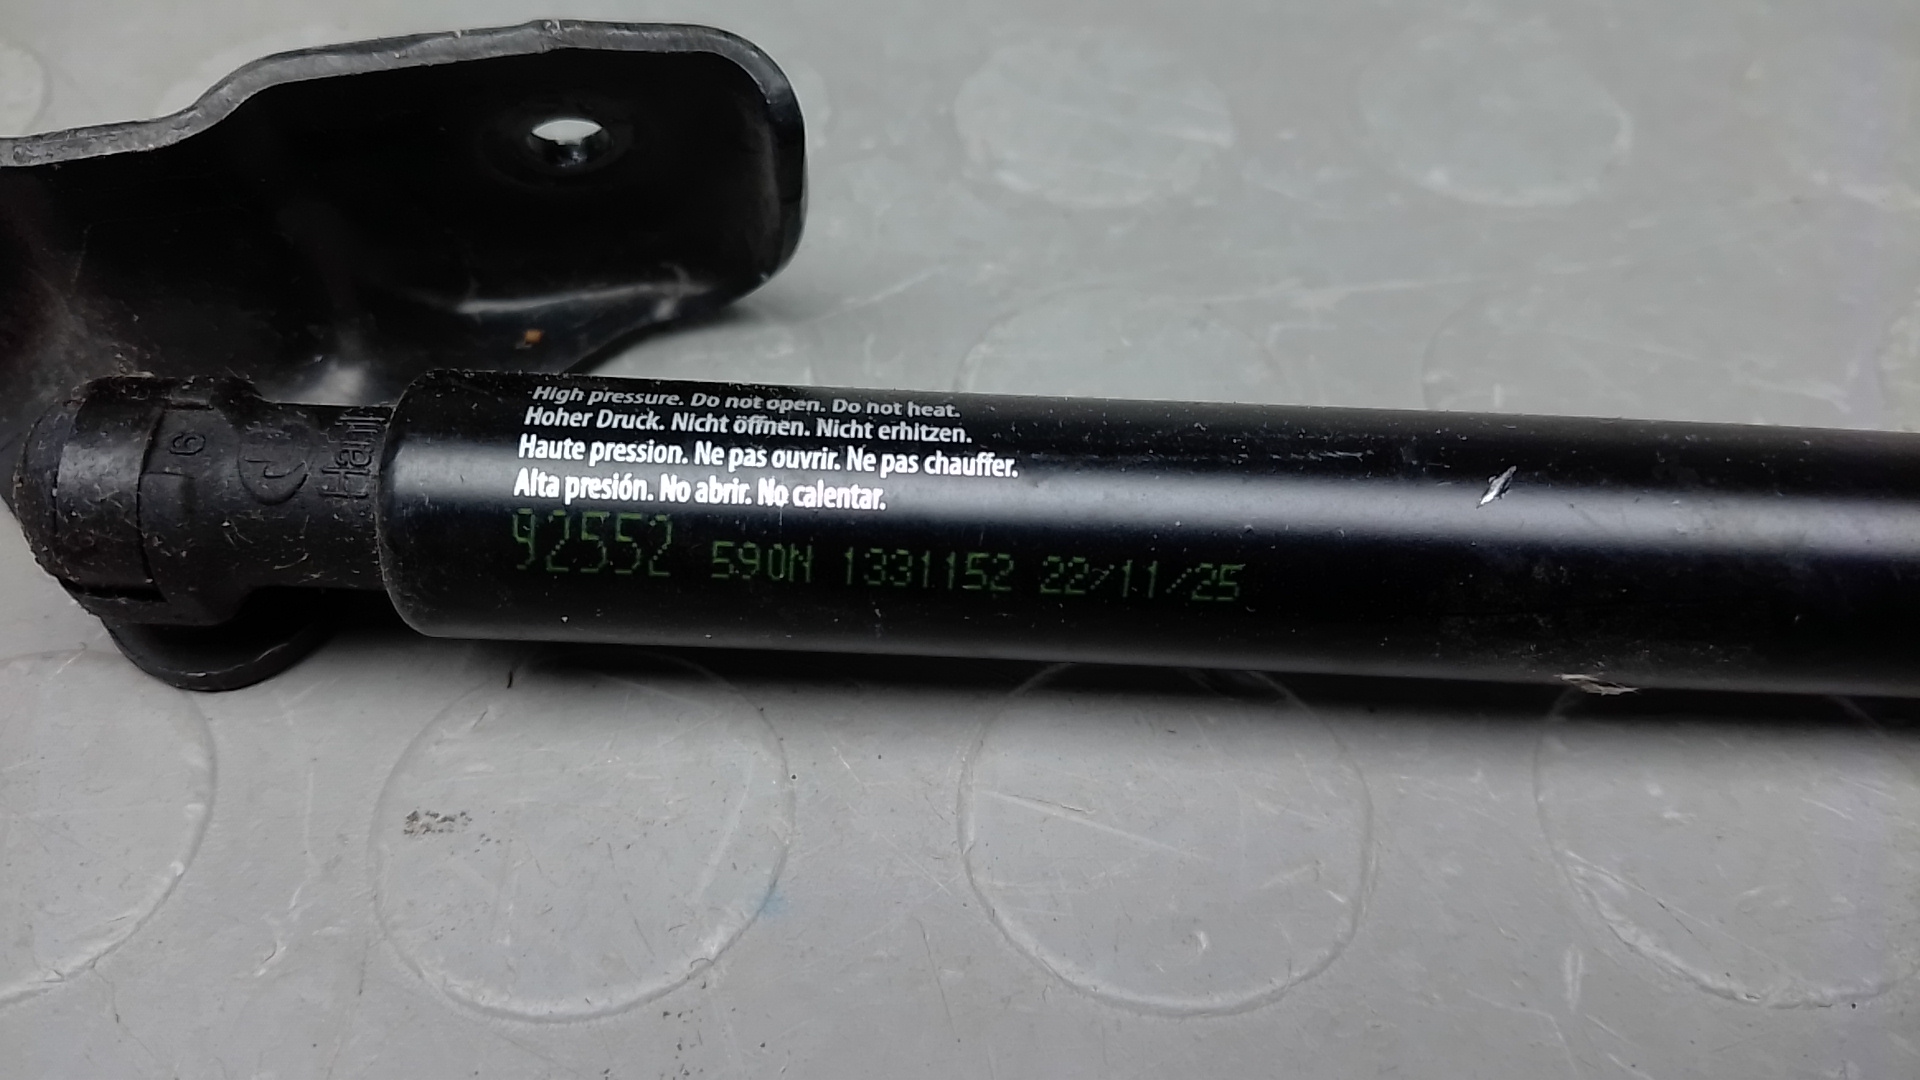 High pressure. Do not open. Do not heat.
Hoher Druck. Nicht öffnen. Nicht erhitzen.
Haute pression. Ne pas ouvrir. Ne pas chauffer.
Alta presión. No abrir. No calentar.
92552 590N 1331152 22/11/25
9